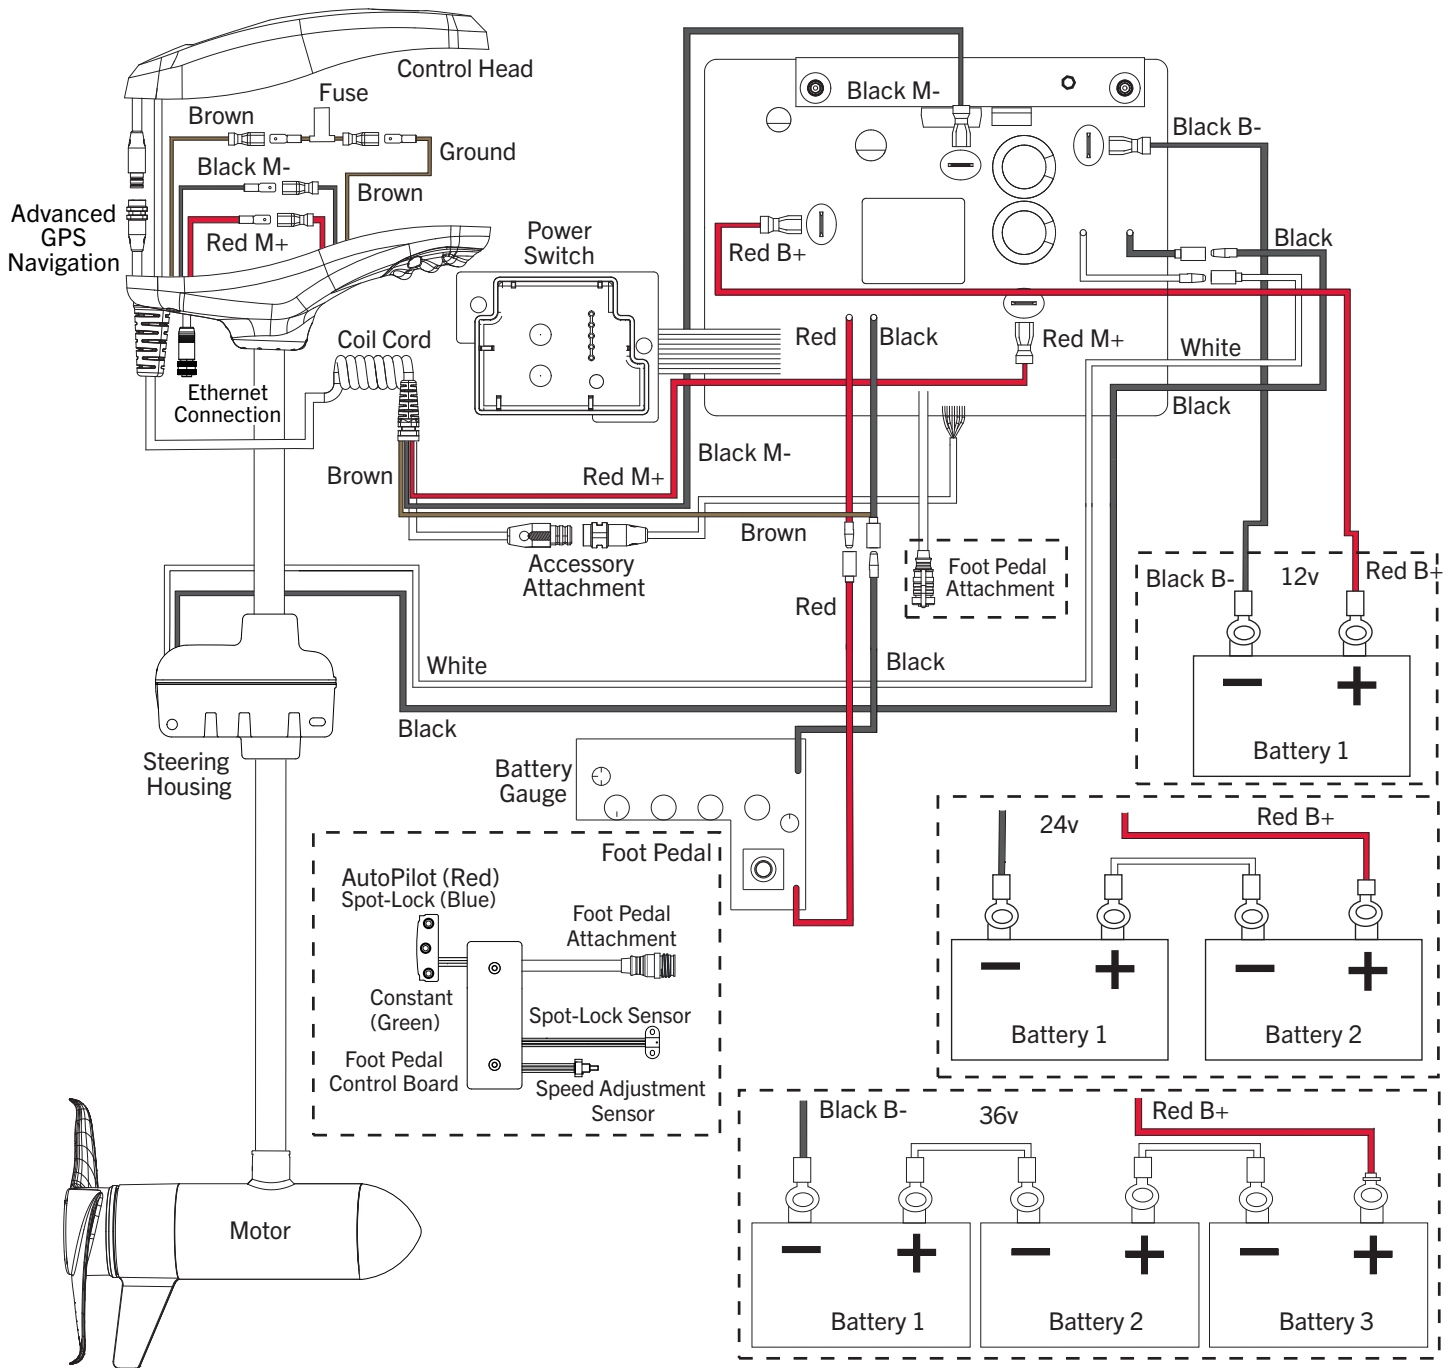 Control Head
Fuse
Brown
Black M-
Ground
Black M-
Brown
Advanced
GPS
Navigation
Red M+
Power
Switch
Black B-
Red B+
Black
Coil Cord
Red
Black
Red M+
White
Ethernet
Connection
Black
Black M-
Brown
Red M+
Brown
Accessory
Attachment
Foot Pedal
Attachment
Red
Black B-
12v
Red B+
White
Black
Black
Battery 1
Steering
Housing
Battery
Gauge
Foot Pedal
24v
Red B+
Battery 1
Battery 2
AutoPilot (Red)
Spot-Lock (Blue)
Foot Pedal
Attachment
Constant
(Green)
Spot-Lock Sensor
Foot Pedal
Control Board
Speed Adjustment
Sensor
Black B-
36v
Red B+
Battery 1
Battery 2
Battery 3
Motor